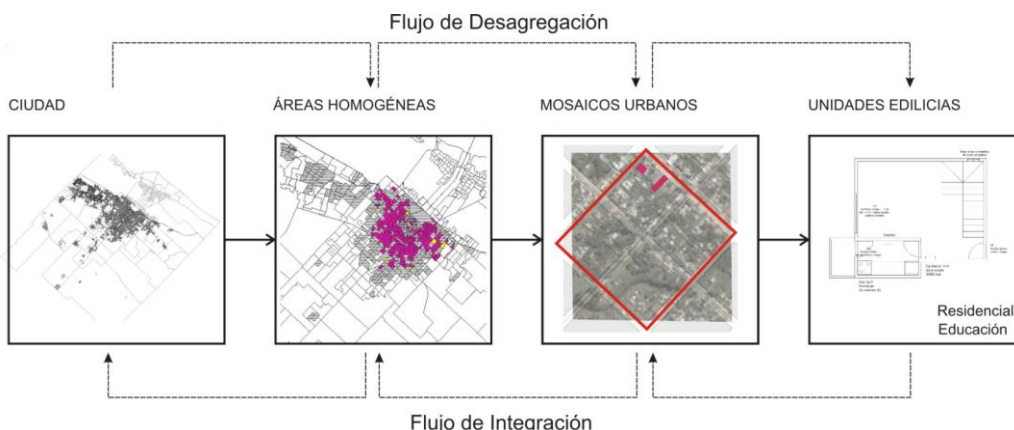 Flujo de Desagregación
CIUDAD
ÁREAS HOMOGÉNEAS
MOSAICOS URBANOS
UNIDADES EDILICIAS
Residencial
Educación
Flujo de Integración